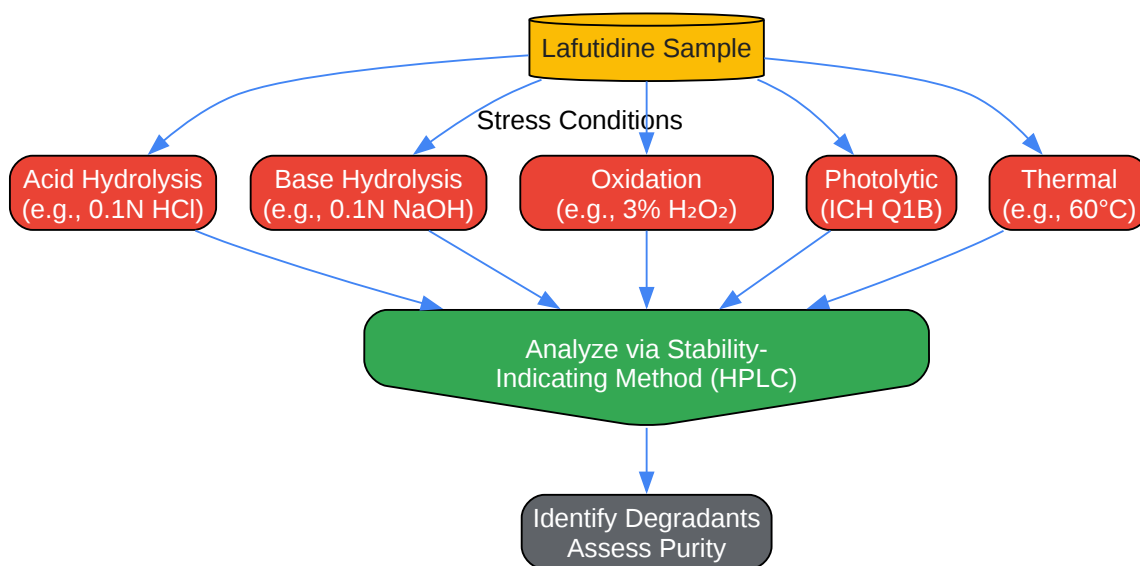 Lafutidine Sample
Stress Conditions
Acid Hydrolysis
(e.g., 0.1N HCl)
Base Hydrolysis
(e.g., 0.1N NaOH)
Oxidation
(e.g., 3% H₂O₂)
Photolytic
(ICH Q1B)
Thermal
(e.g., 60°C)
Analyze via Stability-
Indicating Method (HPLC)
Identify Degradants
Assess Purity